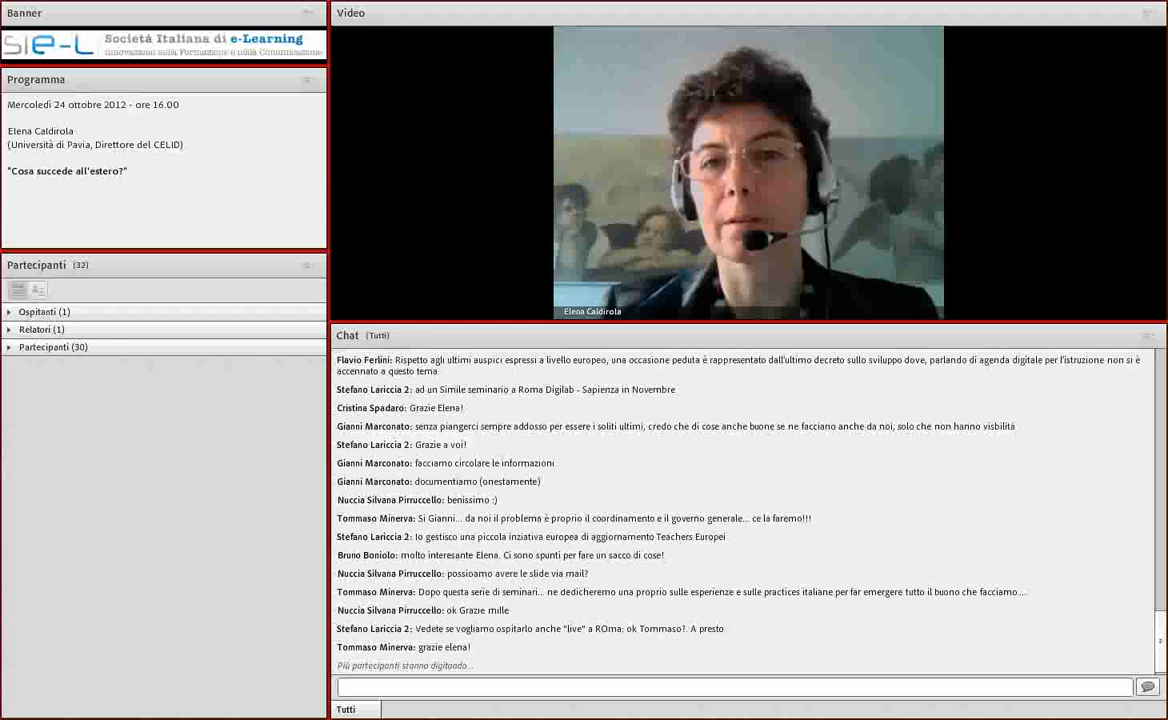 Banner
sie-L Società Italiana di e-Learning
Innovazione nella Formazione e nella Comunicazione
Programma
Mercoledì 24 ottobre 2012 - ore 16.00
Elena Caldirola
(Università di Pavia, Direttore del CELID)
"Cosa succede all'estero?"
Partecipanti (32)
Ospitanti (1)
Relatori (1)
Partecipanti (30)
Video
Elena Caldirola
Chat (Tutti)
Flavio Ferlini: Rispetto agli ultimi auspici espressi a livello europeo, una occasione peduta è rappresentato dall'ultimo decreto sullo sviluppo dove, parlando di agenda digitale per l'istruzione non si è
accennato a questo tema.
Stefano Lariccia 2: ad un Simile seminario a Roma Digilab - Sapienza in Novembre
Cristina Spadaro: Grazie Elena!
Gianni Marconato: senza piangerci sempre addosso per essere i soliti ultimi, credo che di cose anche buone se ne facciano anche da noi, solo che non hanno visbilità
Stefano Lariccia 2: Grazie a voi!
Gianni Marconato: facciamo circolare le informazioni
Gianni Marconato: documentiamo (onestamente)
Nuccia Silvana Pirruccello: benissimo :)
Tommaso Minerva: Si Gianni... da noi il problema è proprio il coordinamento e il governo generale... ce la faremo!!!
Stefano Lariccia 2: Io gestisco una piccola inziativa europea di aggiornamento Teachers Europei
Bruno Boniolo: molto interesante Elena. Ci sono spunti per fare un sacco di cose!
Nuccia Silvana Pirruccello: possioamo avere le slide via mail?
Tommaso Minerva: Dopo questa serie di seminari... ne dedicheremo una proprio sulle esperienze e sulle practices italiane per far emergere tutto il buono che facciamo....
Nuccia Silvana Pirruccello: ok Grazie mille
Stefano Lariccia 2: Vedete se vogliamo ospitarlo anche "live" a ROma: ok Tommaso?. A presto
Tommaso Minerva: grazie elena!
Più partecipanti stanno digitando...
Tutti